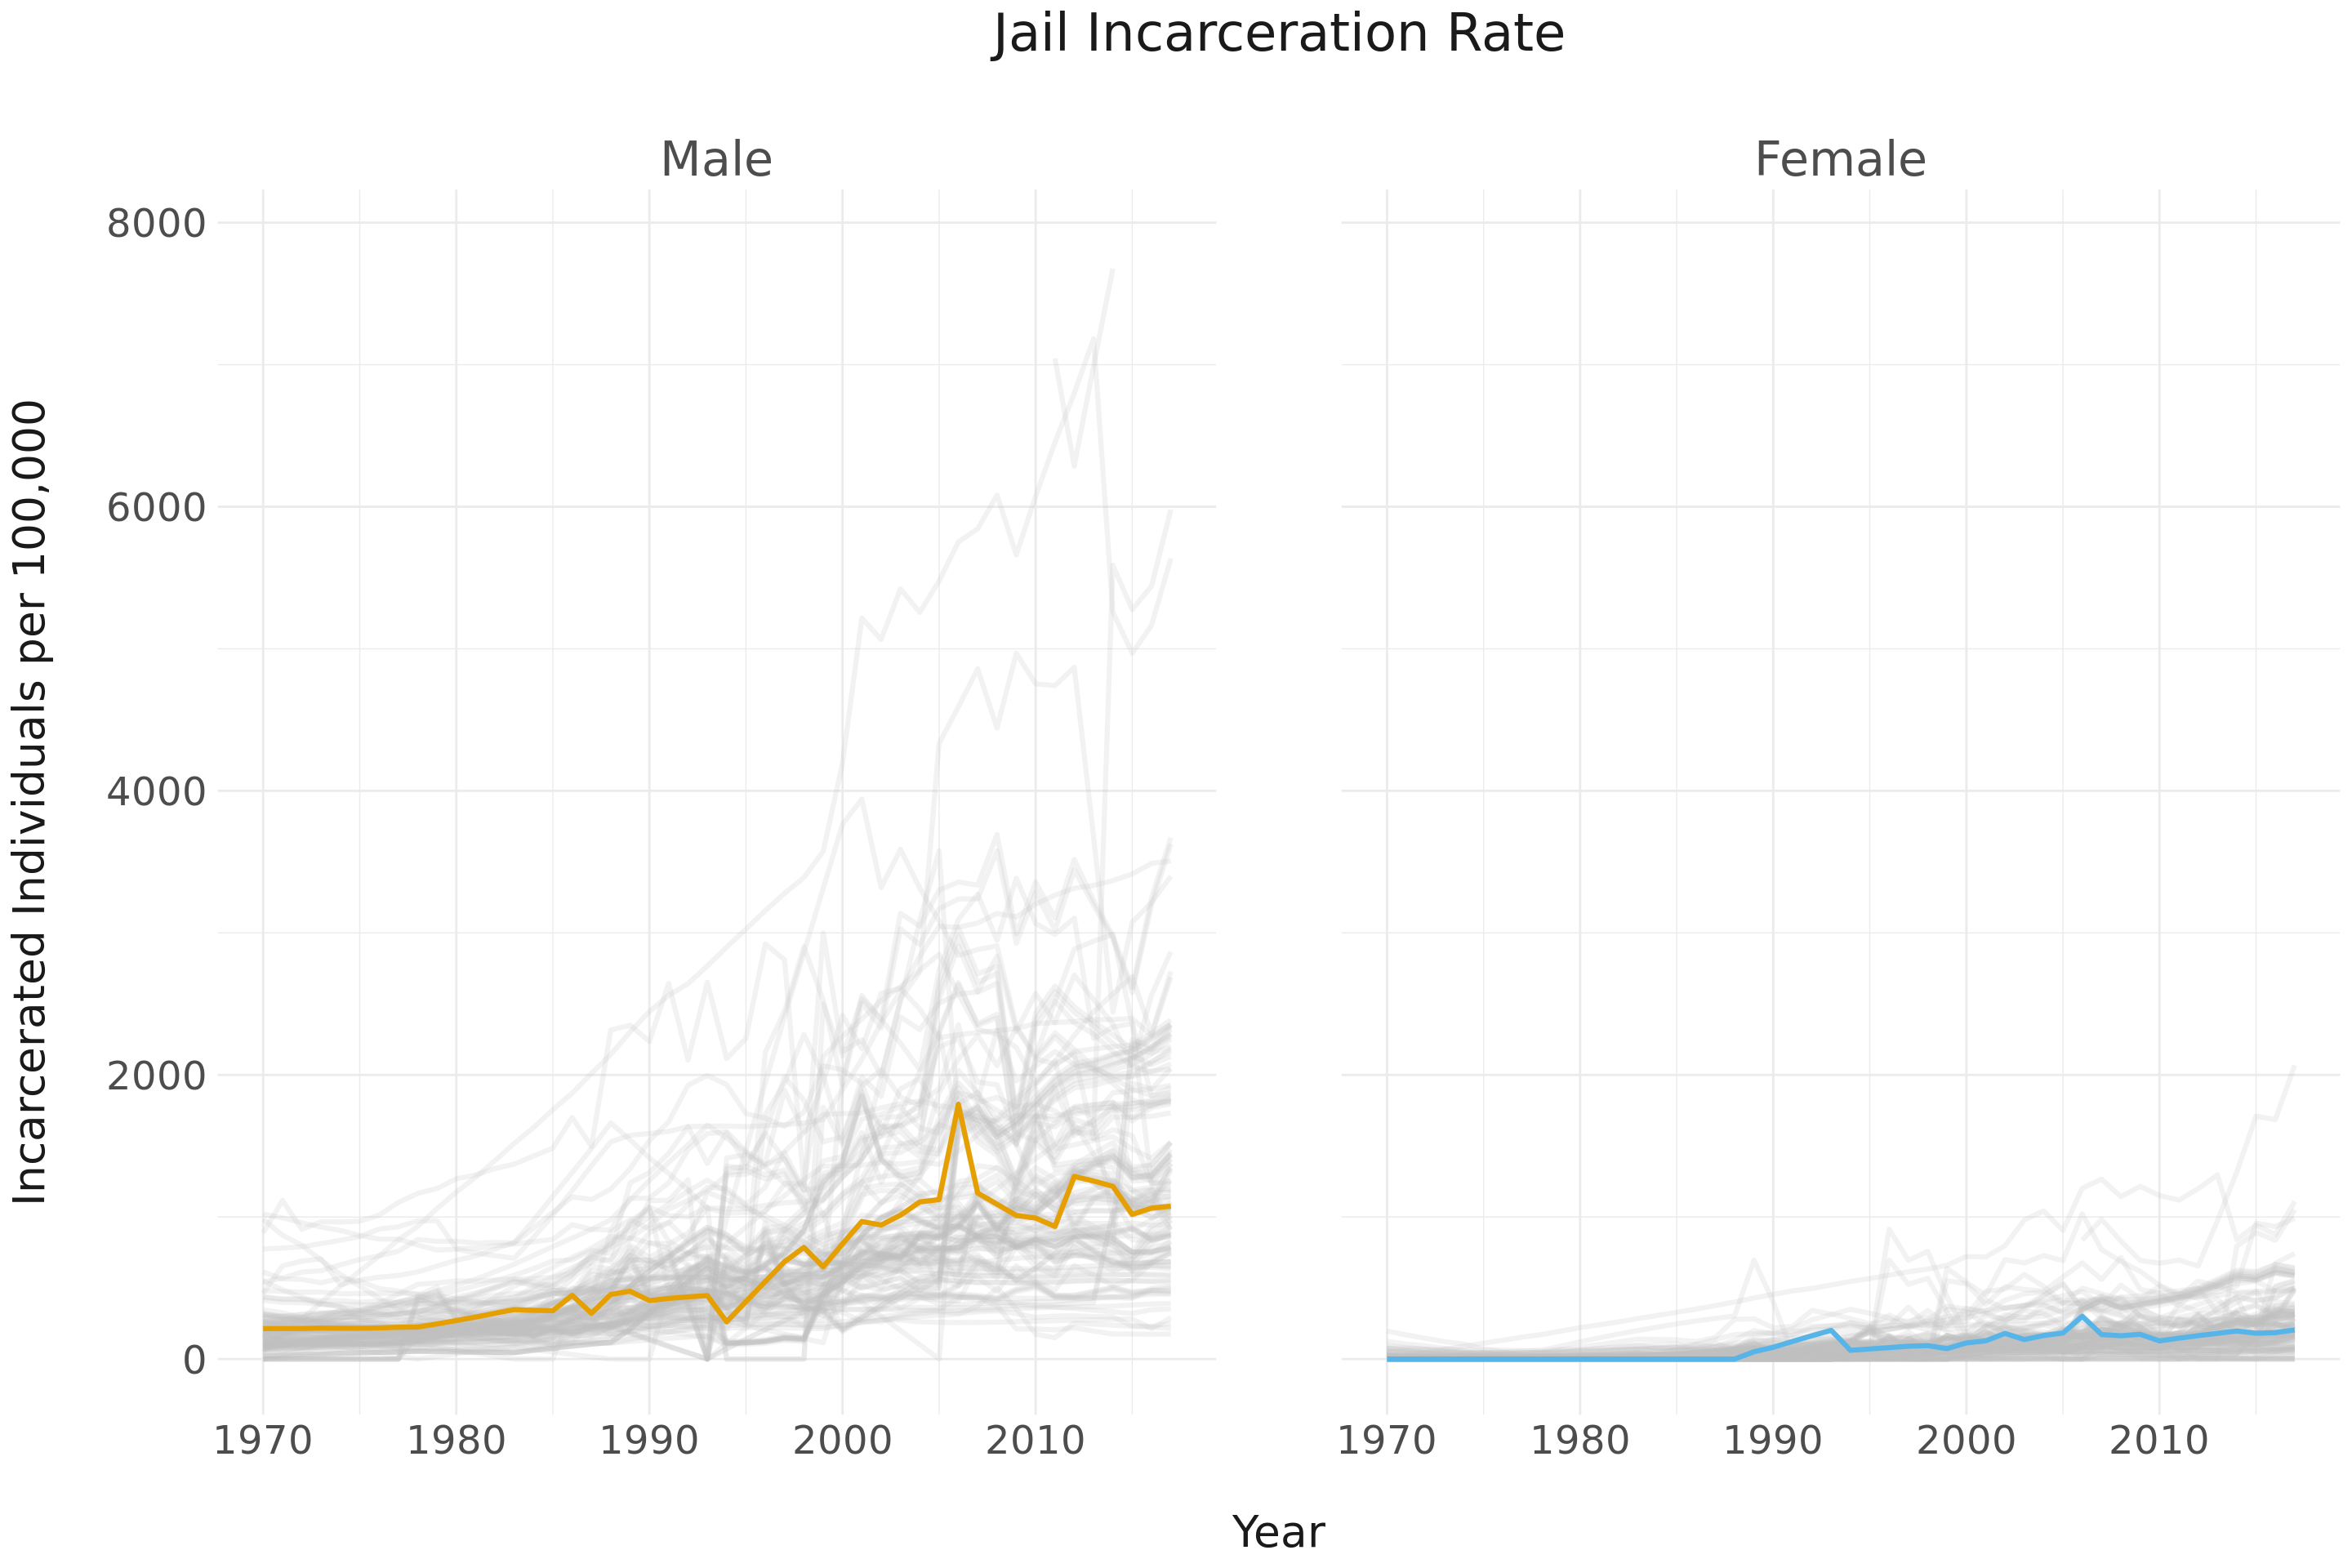 Jail Incarceration Rate
Male
Female
Incarcerated Individuals per 100,000
8000
6000
4000
2000
0
1970 1980 1990 2000 2010
1970 1980 1990 2000 2010
Year